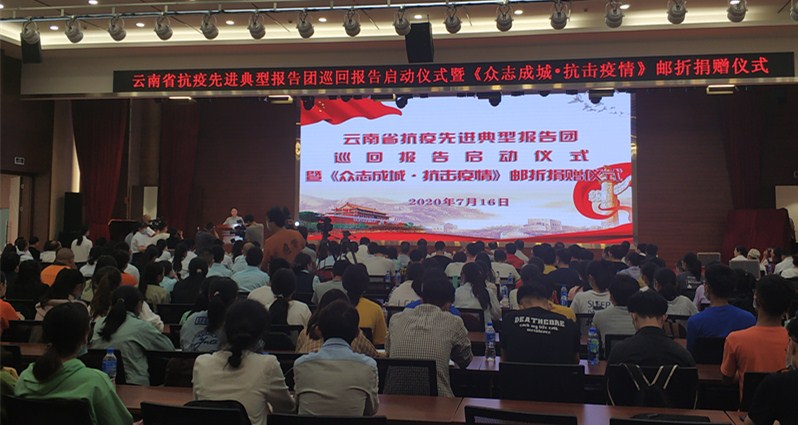 云南省抗疫先进典型报告团巡回报告启动仪式暨《众志成城•抗击疫情》邮折捐赠仪式
云南省抗疫先进典型报告团
巡回报告启动仪式
暨《众志成城·抗击疫情》邮折捐赠仪式
2020年7月16日
SLEEP
DEATH